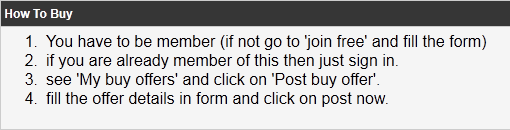 How To Buy
1. You have to be member (if not go to 'join free' and fill the form)
2. if you are already member of this then just sign in.
3. see 'My buy offers' and click on 'Post buy offer'.
4. fill the offer details in form and click on post now.